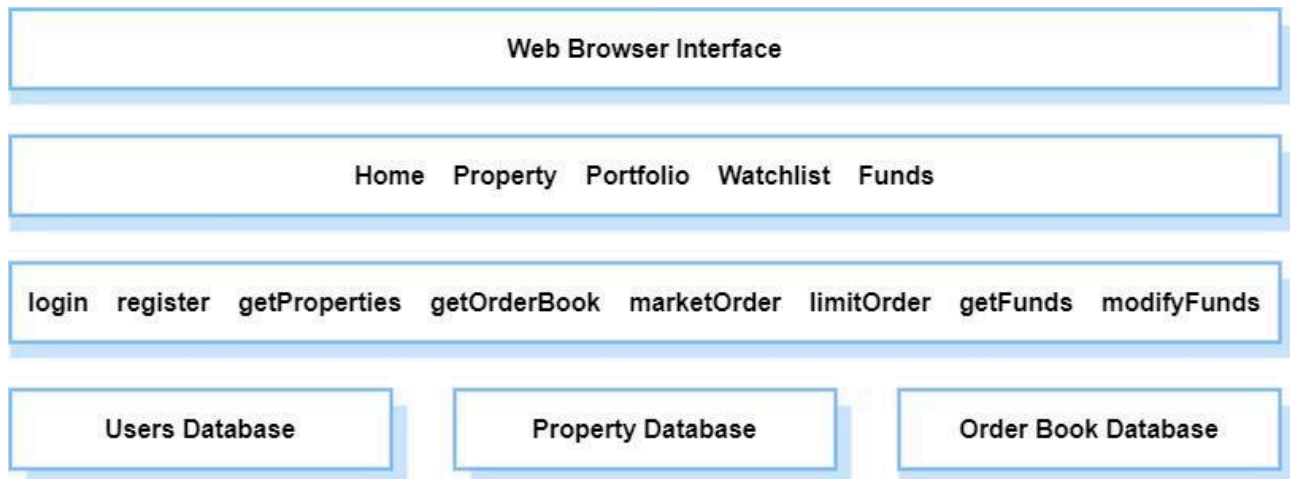 Web Browser Interface
Home Property Portfolio Watchlist Funds
login register getProperties getOrderBook marketOrder limitOrder getFunds modifyFunds
Users Database Property Database Order Book Database